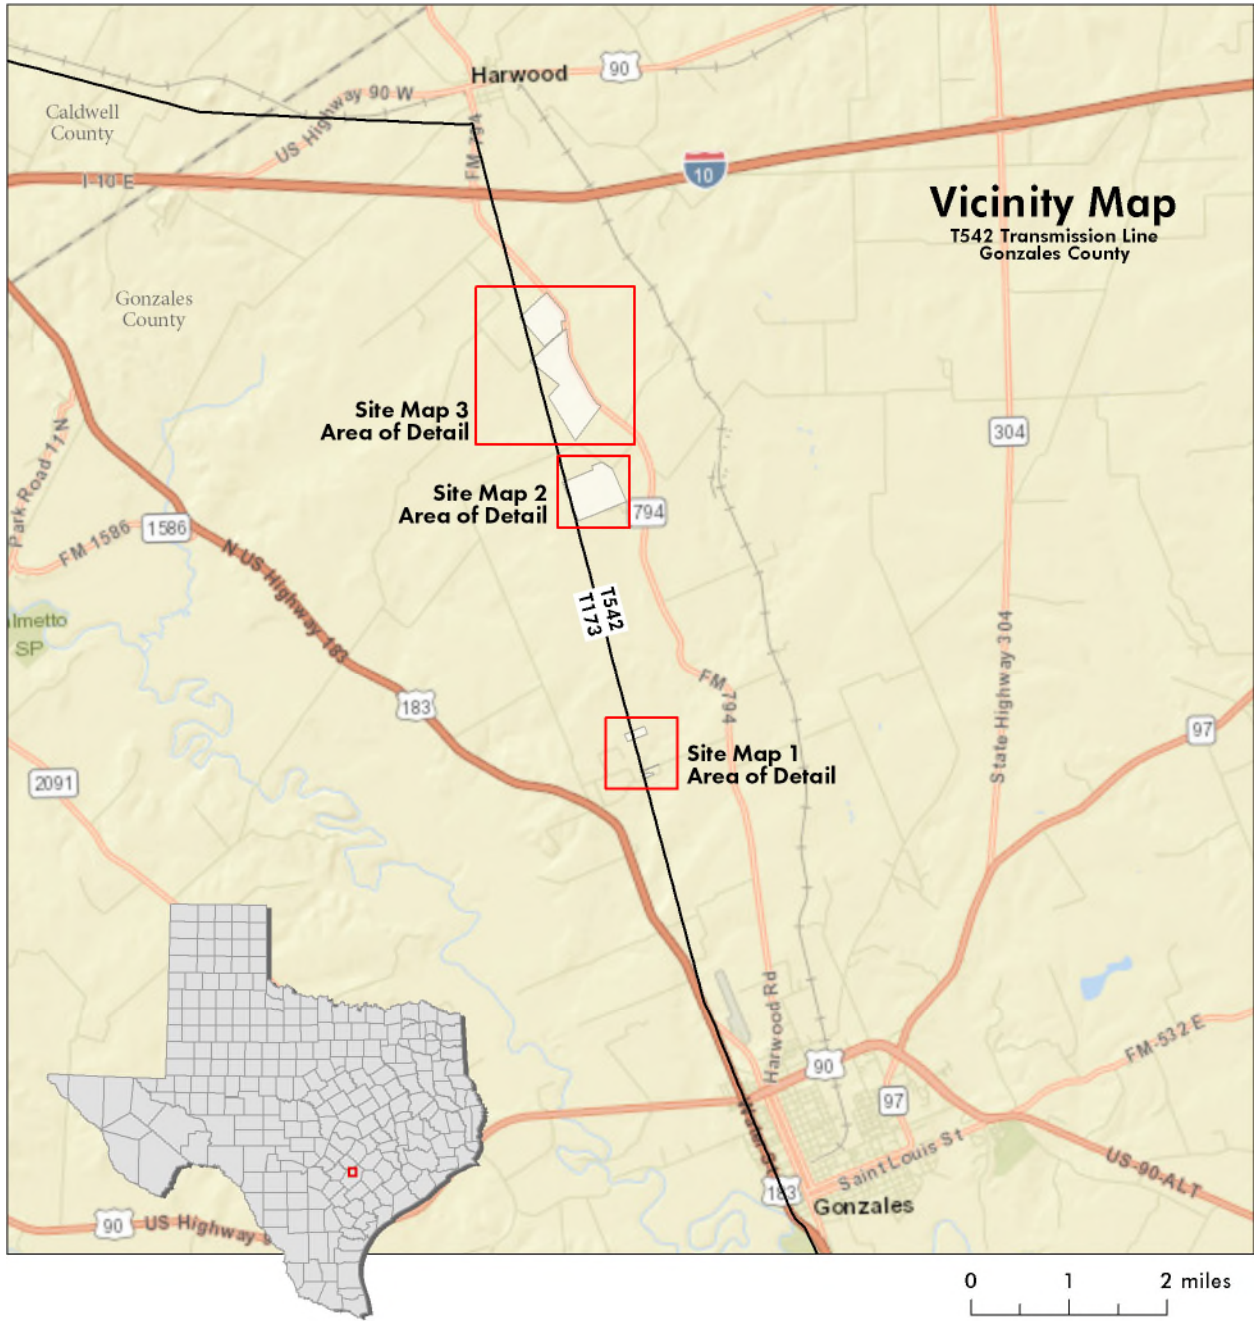 Harwood
90
Caldwell
County
US Highway 90 W
FM 794
I 10 E
10
Vicinity Map
T542 Transmission Line
Gonzales County
Gonzales
County
Site Map 3
Area of Detail
304
Park Road 11 N
Site Map 2
Area of Detail
794
1586
FM 1586
N US Highway 183
T542
T173
lmetto
SP
State Highway 304
FM 794
183
97
Site Map 1
Area of Detail
2091
Harwood Rd
FM-532 E
90
97
Water St
Saint Louis St
US-90-ALT
183
Gonzales
90
US Highway 9
0 1 2 miles